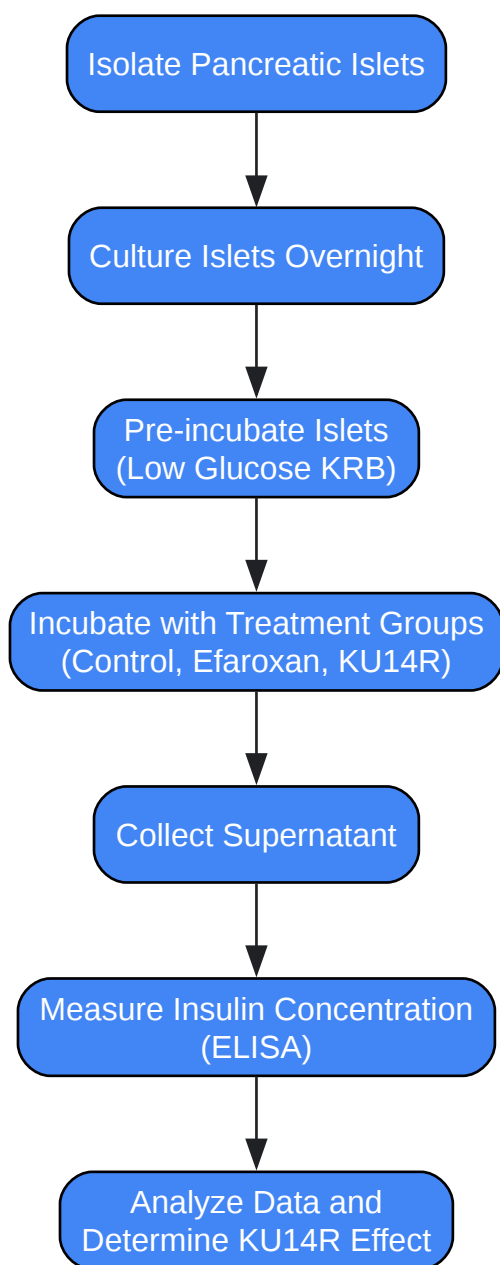 Isolate Pancreatic Islets
Culture Islets Overnight
Pre-incubate Islets
(Low Glucose KRB)
Incubate with Treatment Groups
(Control, Efaroxan, KU14R)
Collect Supernatant
Measure Insulin Concentration
(ELISA)
Analyze Data and
Determine KU14R Effect